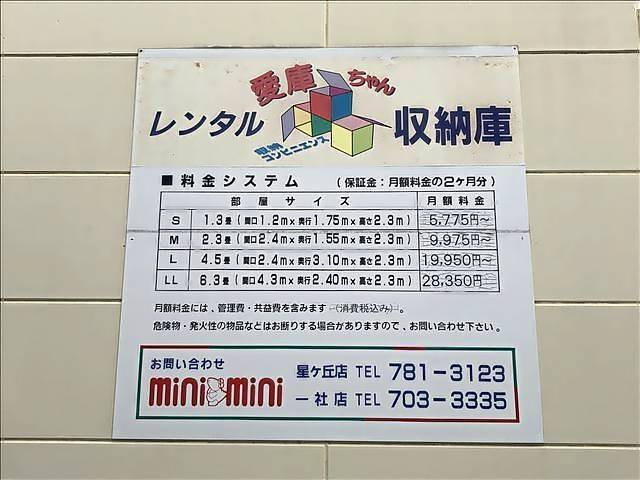 愛庫ちゃん
レンタル 収納庫
収納コンビニエンス
■ 料金システム (保証金:月額料金の2ヶ月分)
部屋サイズ 月額料金
S 1.3畳(間口1.2m×奥行1.75m×高さ2.3m) 5,775円〜
M 2.3畳(間口2.4m×奥行1.55m×高さ2.3m) 9,975円〜
L 4.5畳(間口2.4m×奥行3.10m×高さ2.3m) 19,950円〜
LL 6.3畳(間口4.3m×奥行2.40m×高さ2.3m) 28,350円〜
月額料金には、管理費・共益費を含みます(消費税込み)。
危険物・発火性の物品などはお断りする場合がありますので、お問い合わせ下さい。
お問い合わせ
mini mini
星ヶ丘店 TEL 781-3123
一社店 TEL 703-3335